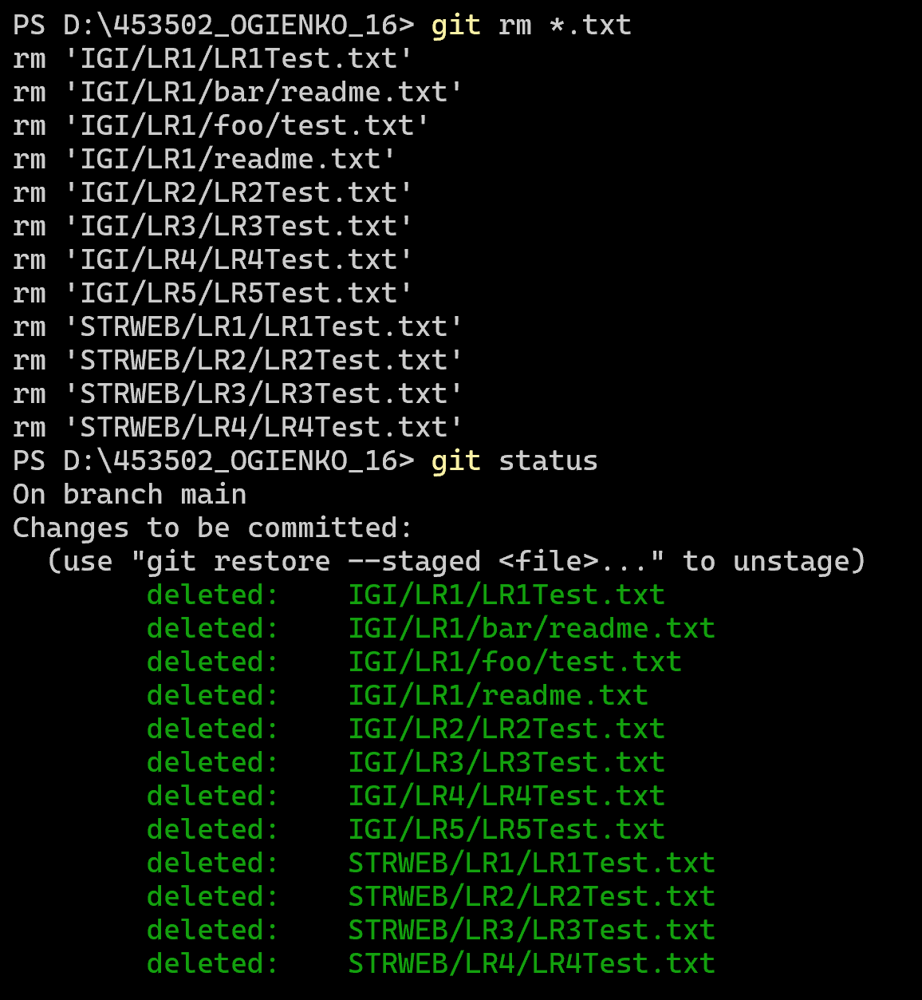 PS D:\453502_OGIENKO_16> git rm *.txt
rm 'IGI/LR1/LR1Test.txt'
rm 'IGI/LR1/bar/readme.txt'
rm 'IGI/LR1/foo/test.txt'
rm 'IGI/LR1/readme.txt'
rm 'IGI/LR2/LR2Test.txt'
rm 'IGI/LR3/LR3Test.txt'
rm 'IGI/LR4/LR4Test.txt'
rm 'IGI/LR5/LR5Test.txt'
rm 'STRWEB/LR1/LR1Test.txt'
rm 'STRWEB/LR2/LR2Test.txt'
rm 'STRWEB/LR3/LR3Test.txt'
rm 'STRWEB/LR4/LR4Test.txt'
PS D:\453502_OGIENKO_16> git status
On branch main
Changes to be committed:
  (use "git restore --staged <file>..." to unstage)
        deleted:    IGI/LR1/LR1Test.txt
        deleted:    IGI/LR1/bar/readme.txt
        deleted:    IGI/LR1/foo/test.txt
        deleted:    IGI/LR1/readme.txt
        deleted:    IGI/LR2/LR2Test.txt
        deleted:    IGI/LR3/LR3Test.txt
        deleted:    IGI/LR4/LR4Test.txt
        deleted:    IGI/LR5/LR5Test.txt
        deleted:    STRWEB/LR1/LR1Test.txt
        deleted:    STRWEB/LR2/LR2Test.txt
        deleted:    STRWEB/LR3/LR3Test.txt
        deleted:    STRWEB/LR4/LR4Test.txt